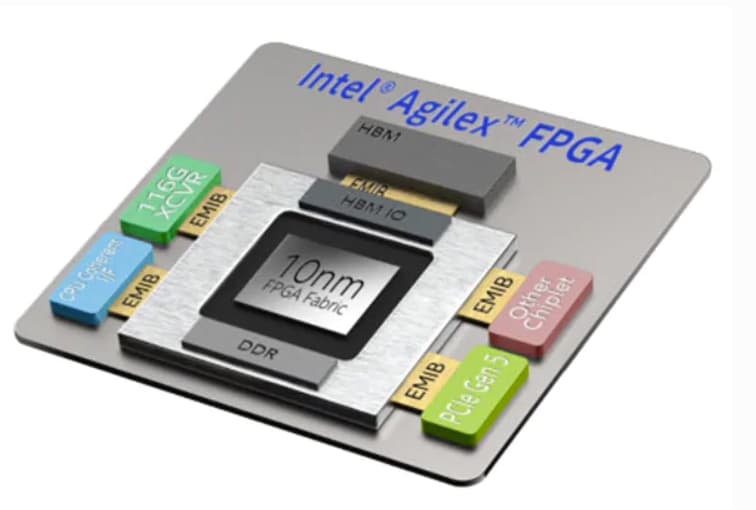 Intel® Agilex™ FPGA
HBM
EMIB
HBM IO
116G
XCVR
EMIB
CPU Coherent
I/F
EMIB
10nm
FPGA Fabric
DDR
EMIB
Other
Chiplet
EMIB
PCIe Gen 5